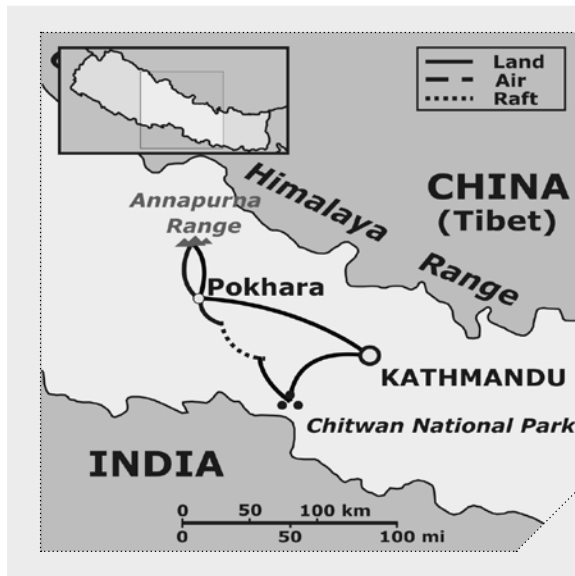 Land
Air
Raft
Himalaya
Range
CHINA
(Tibet)
Annapurna
Range
Pokhara
KATHMANDU
Chitwan National Park
INDIA
0 50 100 km
0 50 100 mi